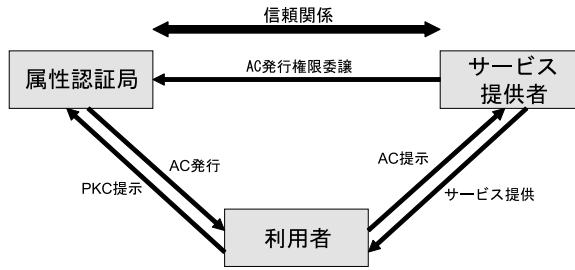 信頼関係
属性認証局
AC発行権限委譲
サービス
提供者
AC発行
PKC提示
AC提示
サービス提供
利用者